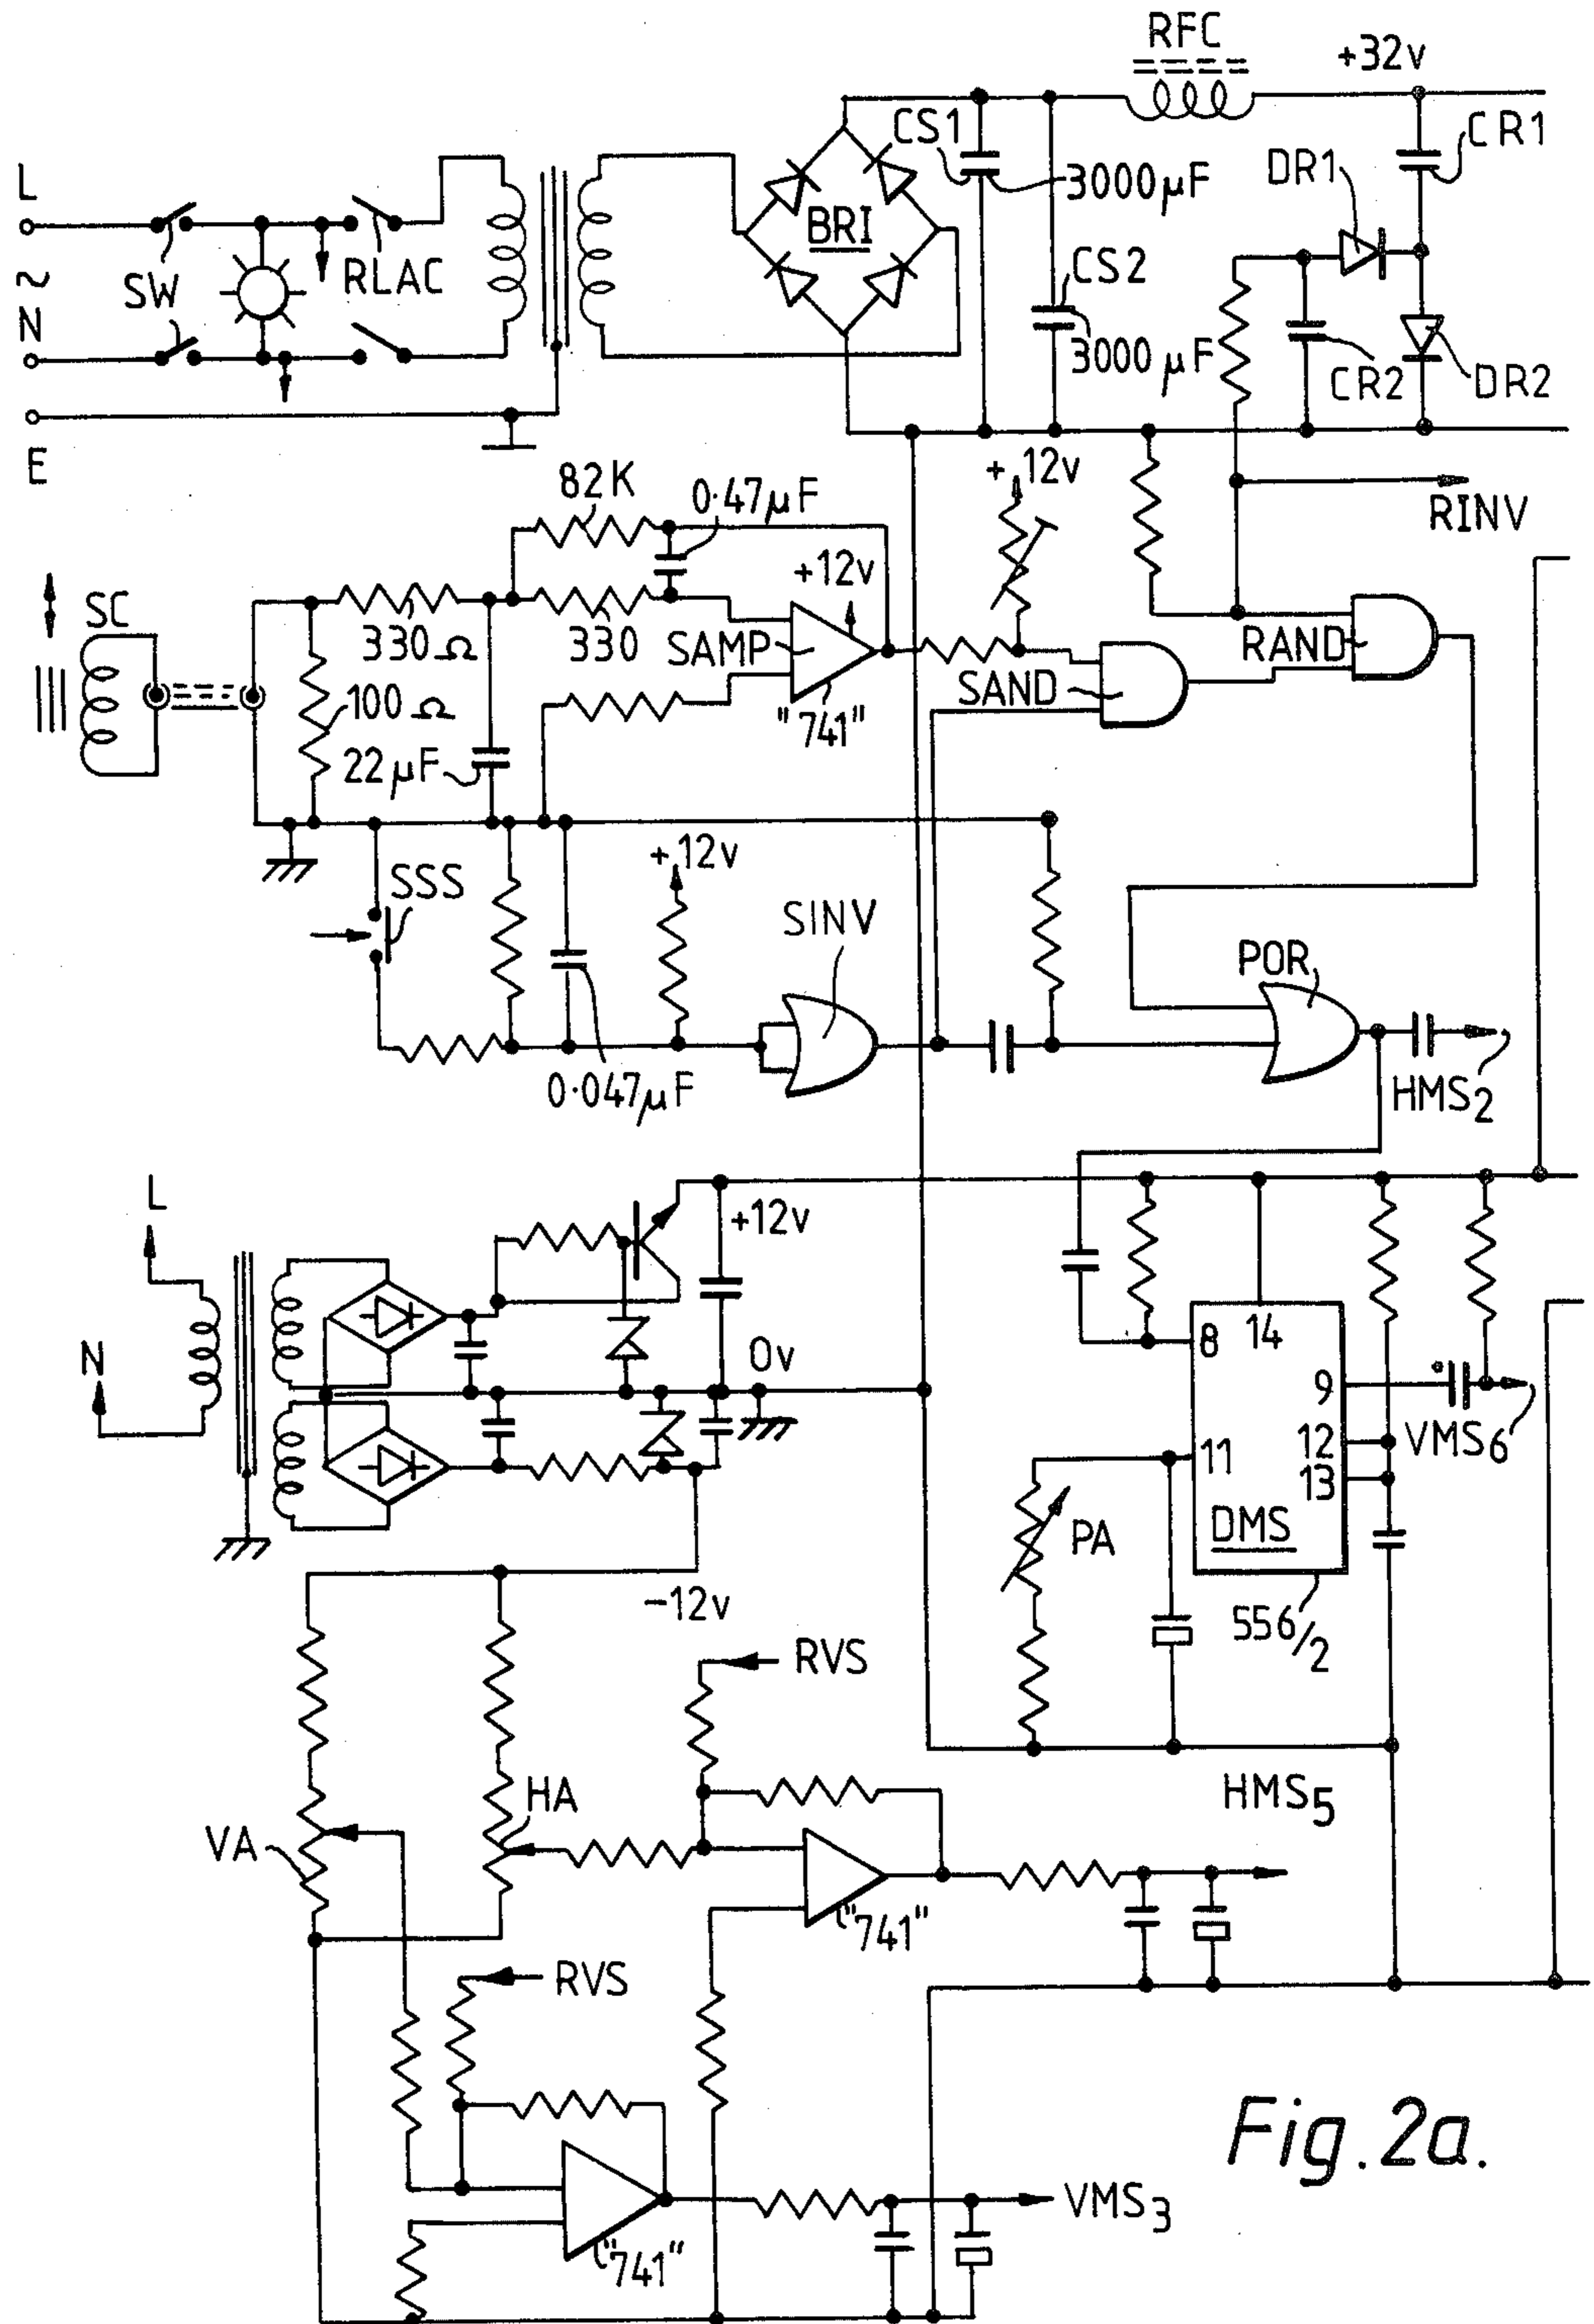 RFC
+32v
CS1
CR1
3000 µF
DR1
L
BRI
SW
RLAC
CS2
~
N
3000 µF
CR2
DR2
E
82K
0·47µF
+12v
RINV
+12v
SC
330Ω
330
SAMP
RAND
SAND
100Ω
"741"
22µF
+12v
SSS
SINV
POR
0·047µF
HMS2
L
+12v
8
14
N
0v
9
11
12
VMS6
13
PA
DMS
-12v
556/2
RVS
HA
HMS5
VA
"741"
RVS
Fig. 2a.
VMS3
"741"